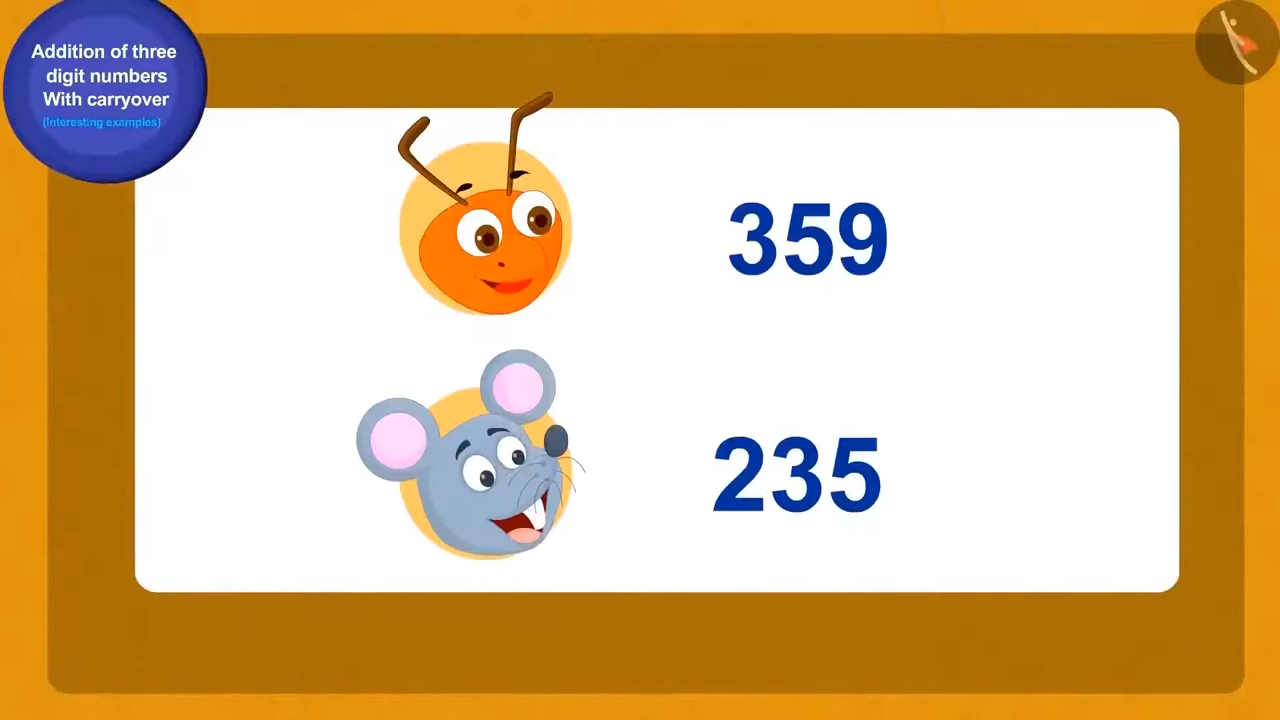 Addition of three
digit numbers
With carryover
(Interesting examples)
359
235